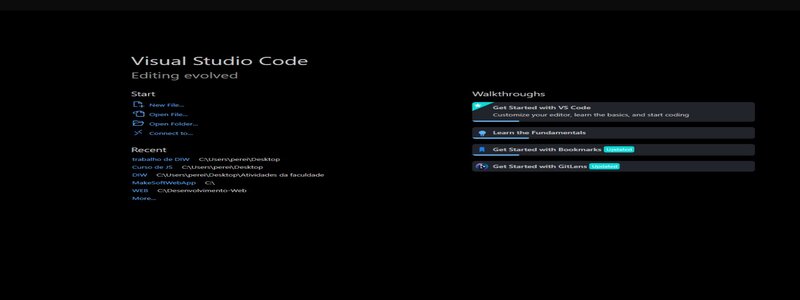 Visual Studio Code
Editing evolved
Start
New File...
Open File...
Open Folder...
Connect to...
Recent
trabalho de DIW C:\Users\perei\Desktop
Curso de JS C:\Users\perei\Desktop
DIW C:\Users\perei\Desktop\Atividades da faculdade
MakeSoftWebApp C:\
WEB C:\Desenvolvimento-Web
More...
Walkthroughs
Get Started with VS Code
Customize your editor, learn the basics, and start coding
Learn the Fundamentals
Get Started with Bookmarks Updated
Get Started with GitLens Updated